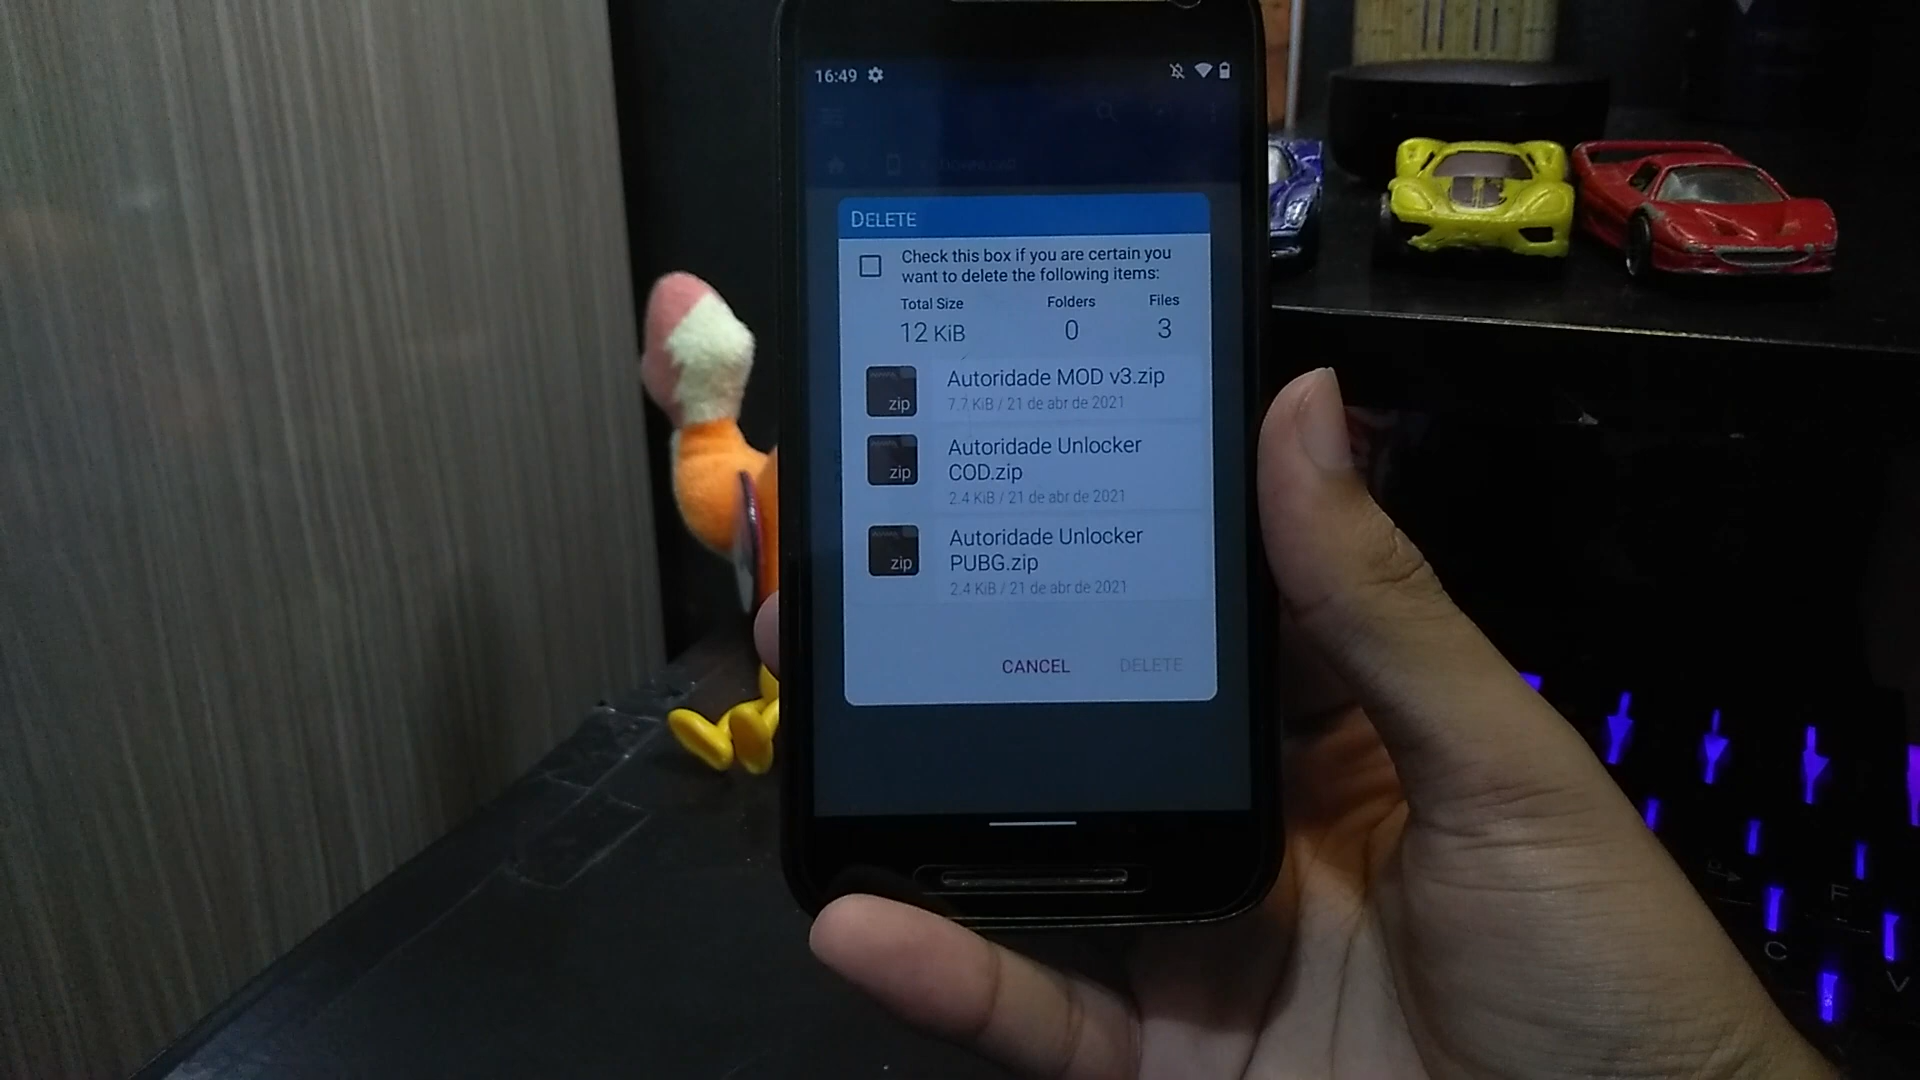 16:49
Download
DELETE
Check this box if you are certain you
want to delete the following items:
Total Size Folders Files
12 KiB 0 3
zip
Autoridade MOD v3.zip
7.7 KiB / 21 de abr de 2021
zip
Autoridade Unlocker
COD.zip
2.4 KiB / 21 de abr de 2021
zip
Autoridade Unlocker
PUBG.zip
2.4 KiB / 21 de abr de 2021
CANCEL DELETE
F
C
V